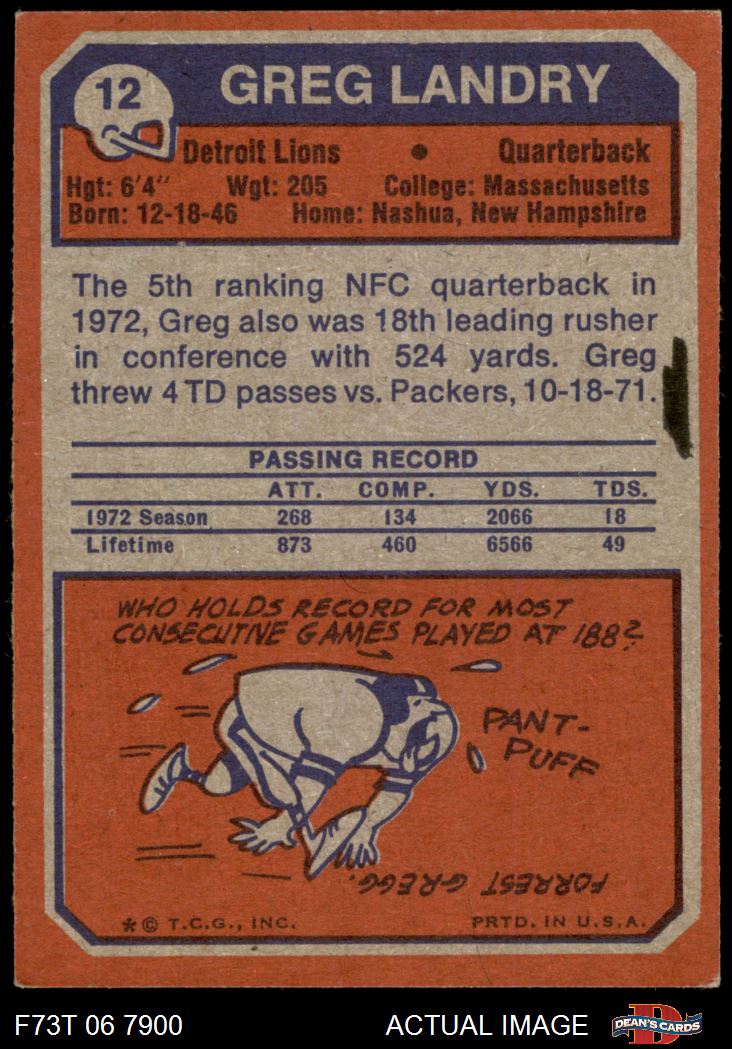 12
GREG LANDRY
Detroit Lions • Quarterback
Hgt: 6'4" Wgt: 205 College: Massachusetts
Born: 12-18-46 Home: Nashua, New Hampshire
The 5th ranking NFC quarterback in
1972, Greg also was 18th leading rusher
in conference with 524 yards. Greg
threw 4 TD passes vs. Packers, 10-18-71.
PASSING RECORD
ATT. COMP. YDS. TDS.
1972 Season 268 134 2066 18
Lifetime 873 460 6566 49
WHO HOLDS RECORD FOR MOST
CONSECUTIVE GAMES PLAYED AT 188?
PANT-
PUFF
FORREST GREGG.
* © T.C.G., INC. PRTD. IN U.S.A.
F73T 06 7900 ACTUAL IMAGE
D
DEAN'S CARDS